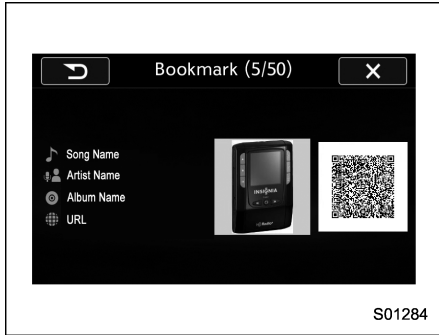 Bookmark (5/50)
Song Name
Artist Name
Album Name
URL
INSIGNIA
S01284